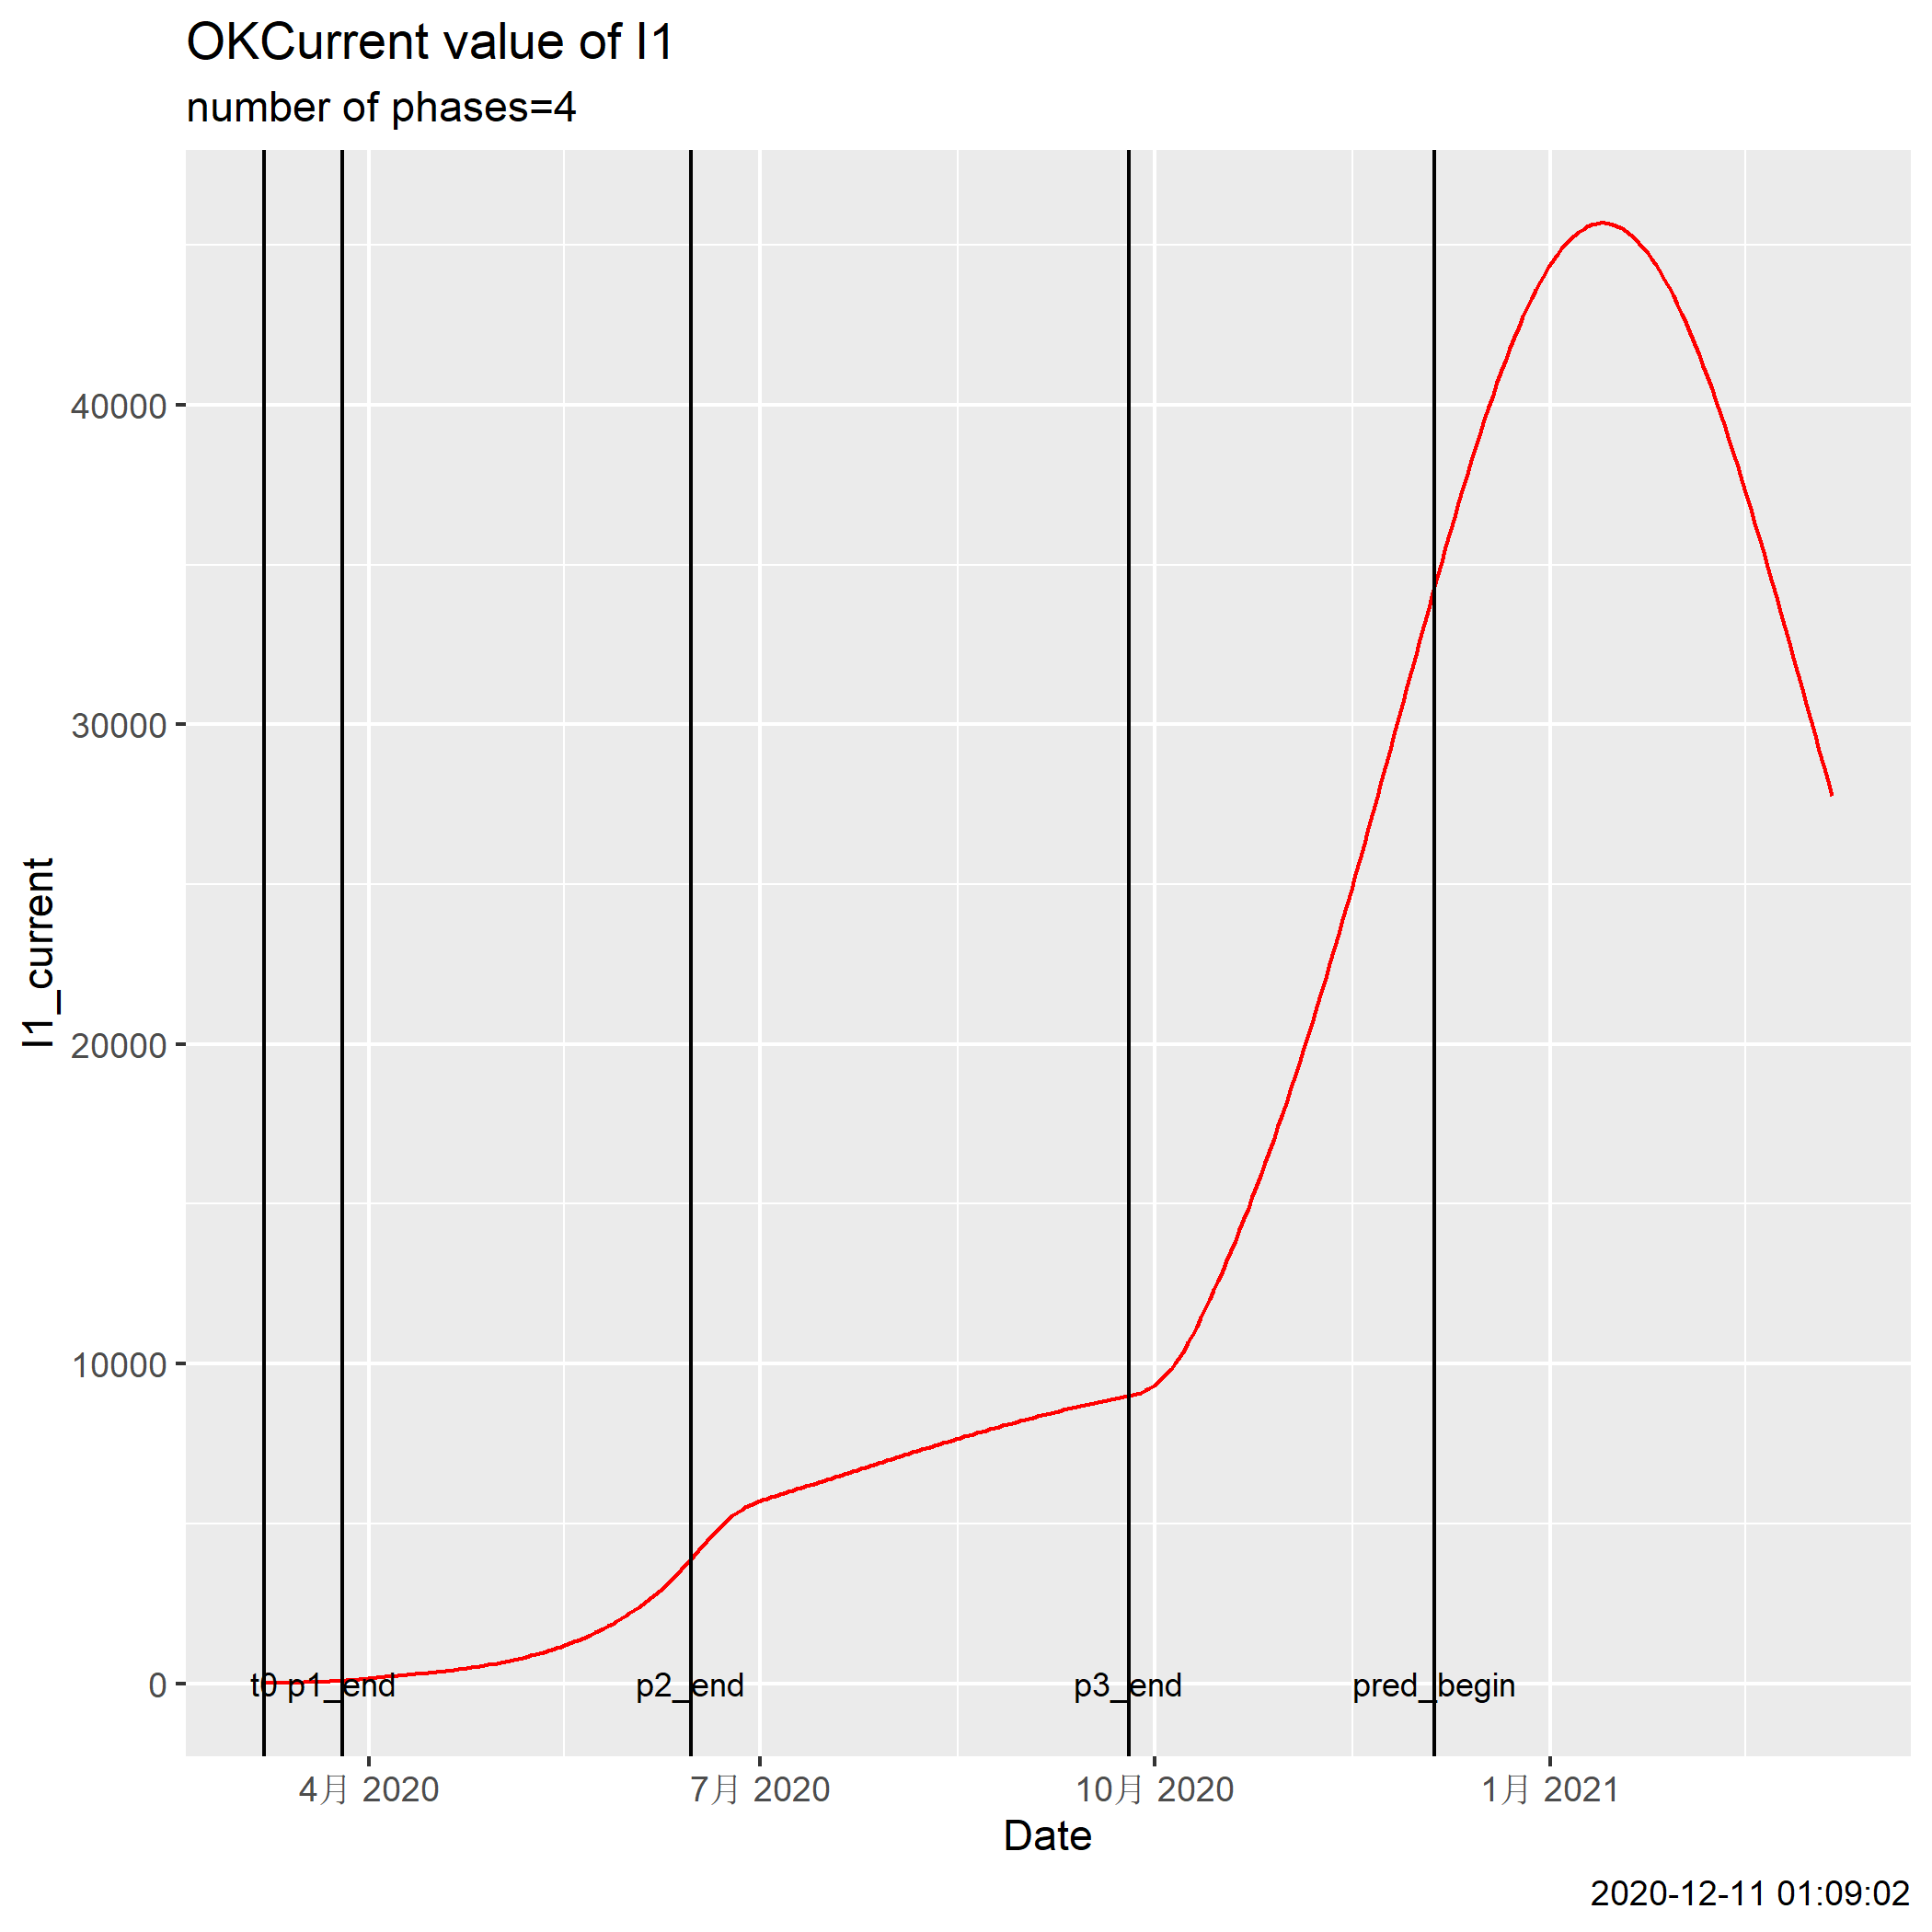 OKCurrent value of I1
number of phases=4
I1_current
40000
30000
20000
10000
0
t0 p1_end p2_end p3_end pred_begin
4月 2020 7月 2020 10月 2020 1月 2021
Date
2020-12-11 01:09:02